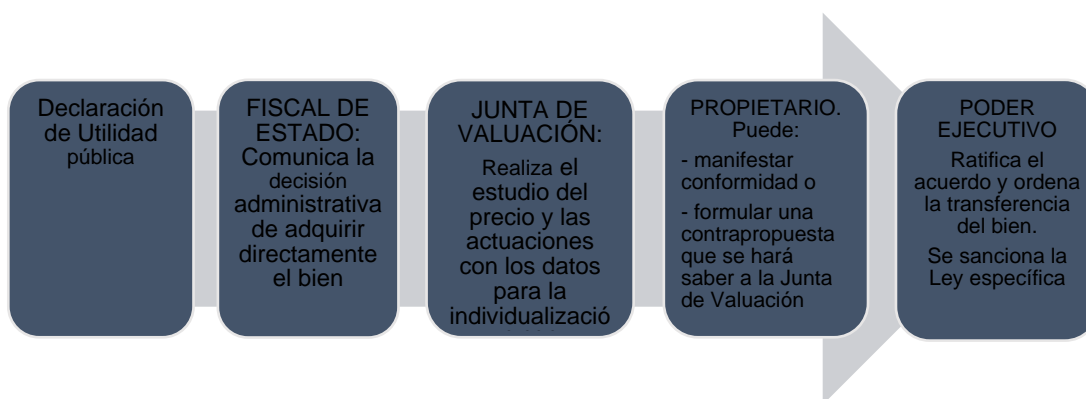 Declaración
de Utilidad
pública
FISCAL DE
ESTADO:
Comunica la
decisión
administrativa
de adquirir
directamente
el bien
JUNTA DE
VALUACIÓN:
Realiza el
estudio del
precio y las
actuaciones
con los datos
para la
individualizació
PROPIETARIO.
Puede:
- manifestar
conformidad o
- formular una
contrapropuesta
que se hará
saber a la Junta
de Valuación
PODER
EJECUTIVO
Ratifica el
acuerdo y ordena
la transferencia
del bien.
Se sanciona la
Ley específica